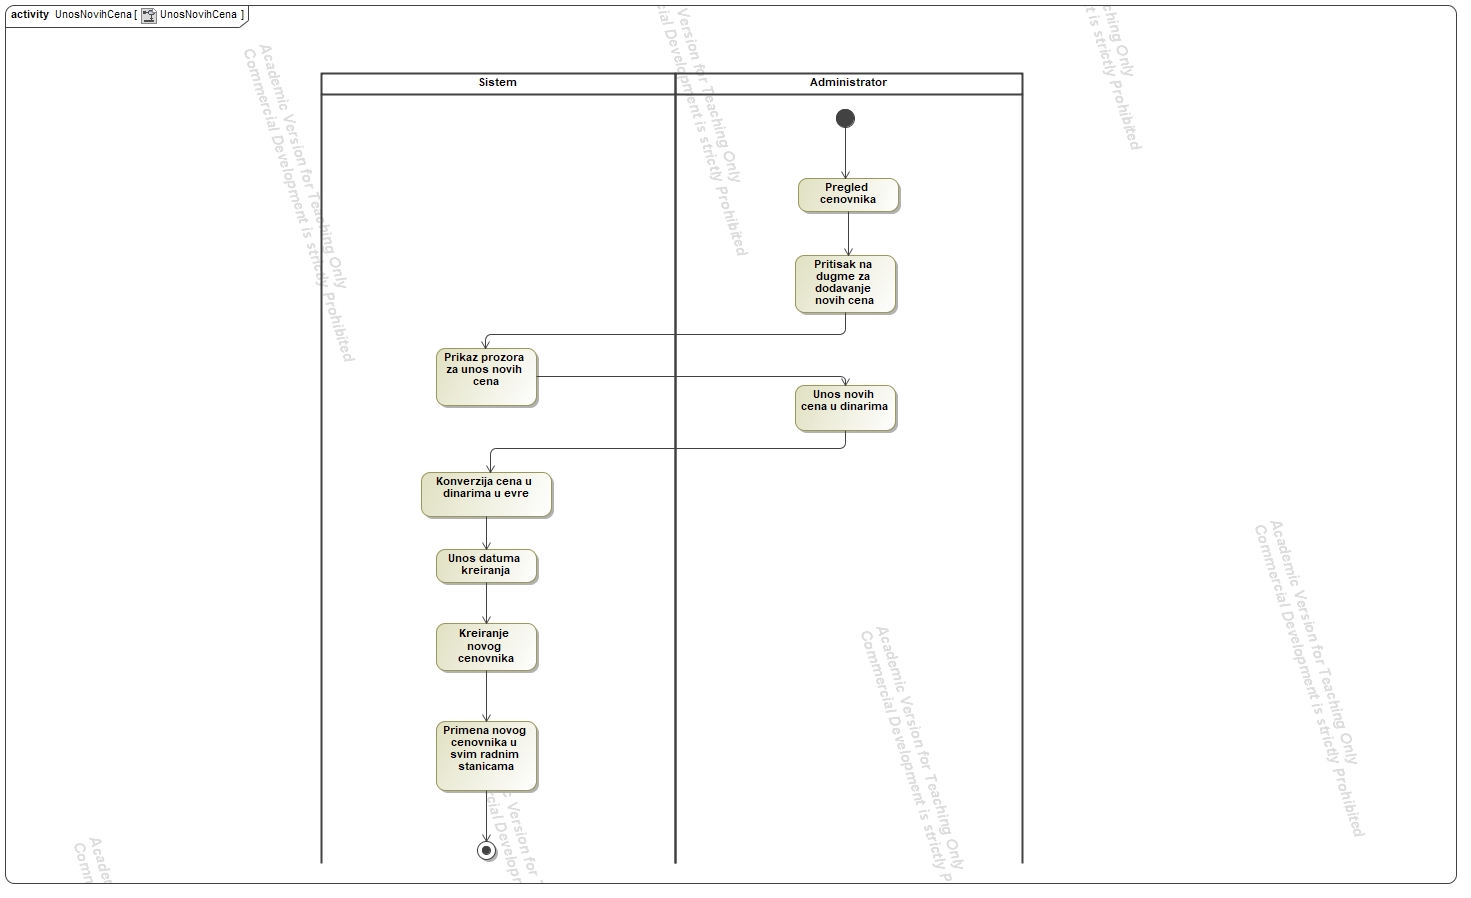 activity UnosNovihCena [ UnosNovihCena ]
Sistem
Administrator
Pregled
cenovnika
Pritisak na
dugme za
dodavanje
novih cena
Prikaz prozora
za unos novih
cena
Unos novih
cena u dinarima
Konverzija cena u
dinarima u evre
Unos datuma
kreiranja
Kreiranje
novog
cenovnika
Primena novog
cenovnika u
svim radnim
stanicama
Academic Version for Teaching Only
Commercial Development is strictly Prohibited
Version for Teaching Only
Development is strictly Prohibited
ching Only
t is strictly Prohibited
Academic Version for Teaching Only
Commercial Development is strictly Prohibited
Academic Version for Teaching Only
Commercial Development is strictly P
Version for
cial Developn
Academ
Comm